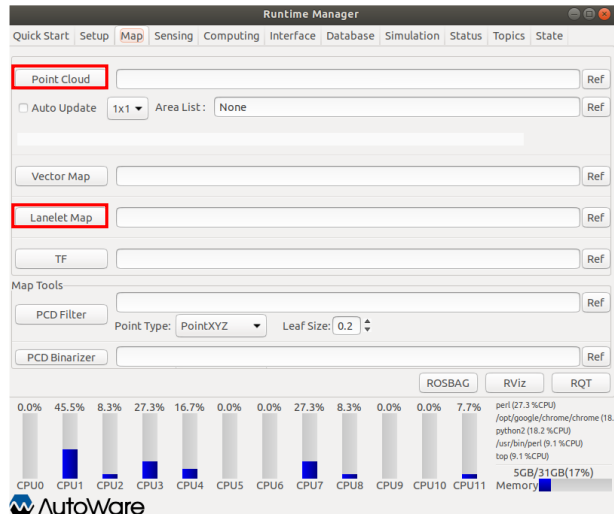 Runtime Manager
Quick Start Setup Map Sensing Computing Interface Database Simulation Status Topics State
Point Cloud Ref
Auto Update 1x1 Area List : None Ref
Vector Map Ref
Lanelet Map Ref
TF Ref
Map Tools
Ref
PCD Filter
Point Type: PointXYZ Leaf Size: 0.2
PCD Binarizer Ref
ROSBAG RViz RQT
0.0% 45.5% 8.3% 27.3% 16.7% 0.0% 0.0% 27.3% 8.3% 0.0% 0.0% 7.7%
perl (27.3 %CPU)
/opt/google/chrome/chrome (18.
python2 (18.2 %CPU)
/usr/bin/perl (9.1 %CPU)
top (9.1 %CPU)
5GB/31GB(17%)
CPU0 CPU1 CPU2 CPU3 CPU4 CPU5 CPU6 CPU7 CPU8 CPU9 CPU10 CPU11 Memory
AutoWare